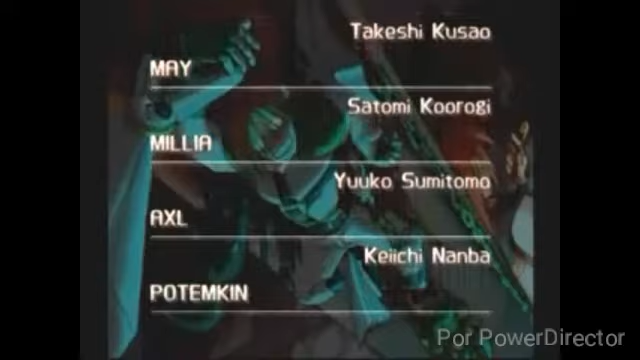 Takeshi Kusao
MAY
Satomi Koorogi
MILLIA
Yuuko Sumitomo
AXL
Keiichi Nanba
POTEMKIN
Por PowerDirector